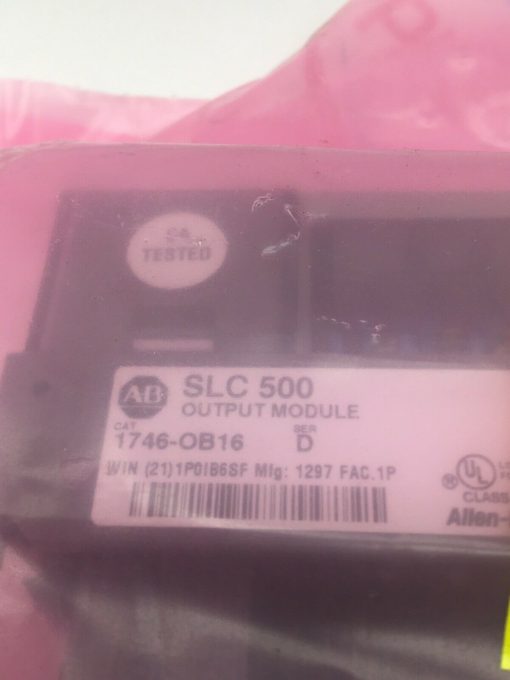 TESTED
AB SLC 500
OUTPUT MODULE
CAT SER
1746-OB16 D
WIN (21)1P0IB6SF Mfg: 1297 FAC.1P
UL
®
CLASS
Allen-